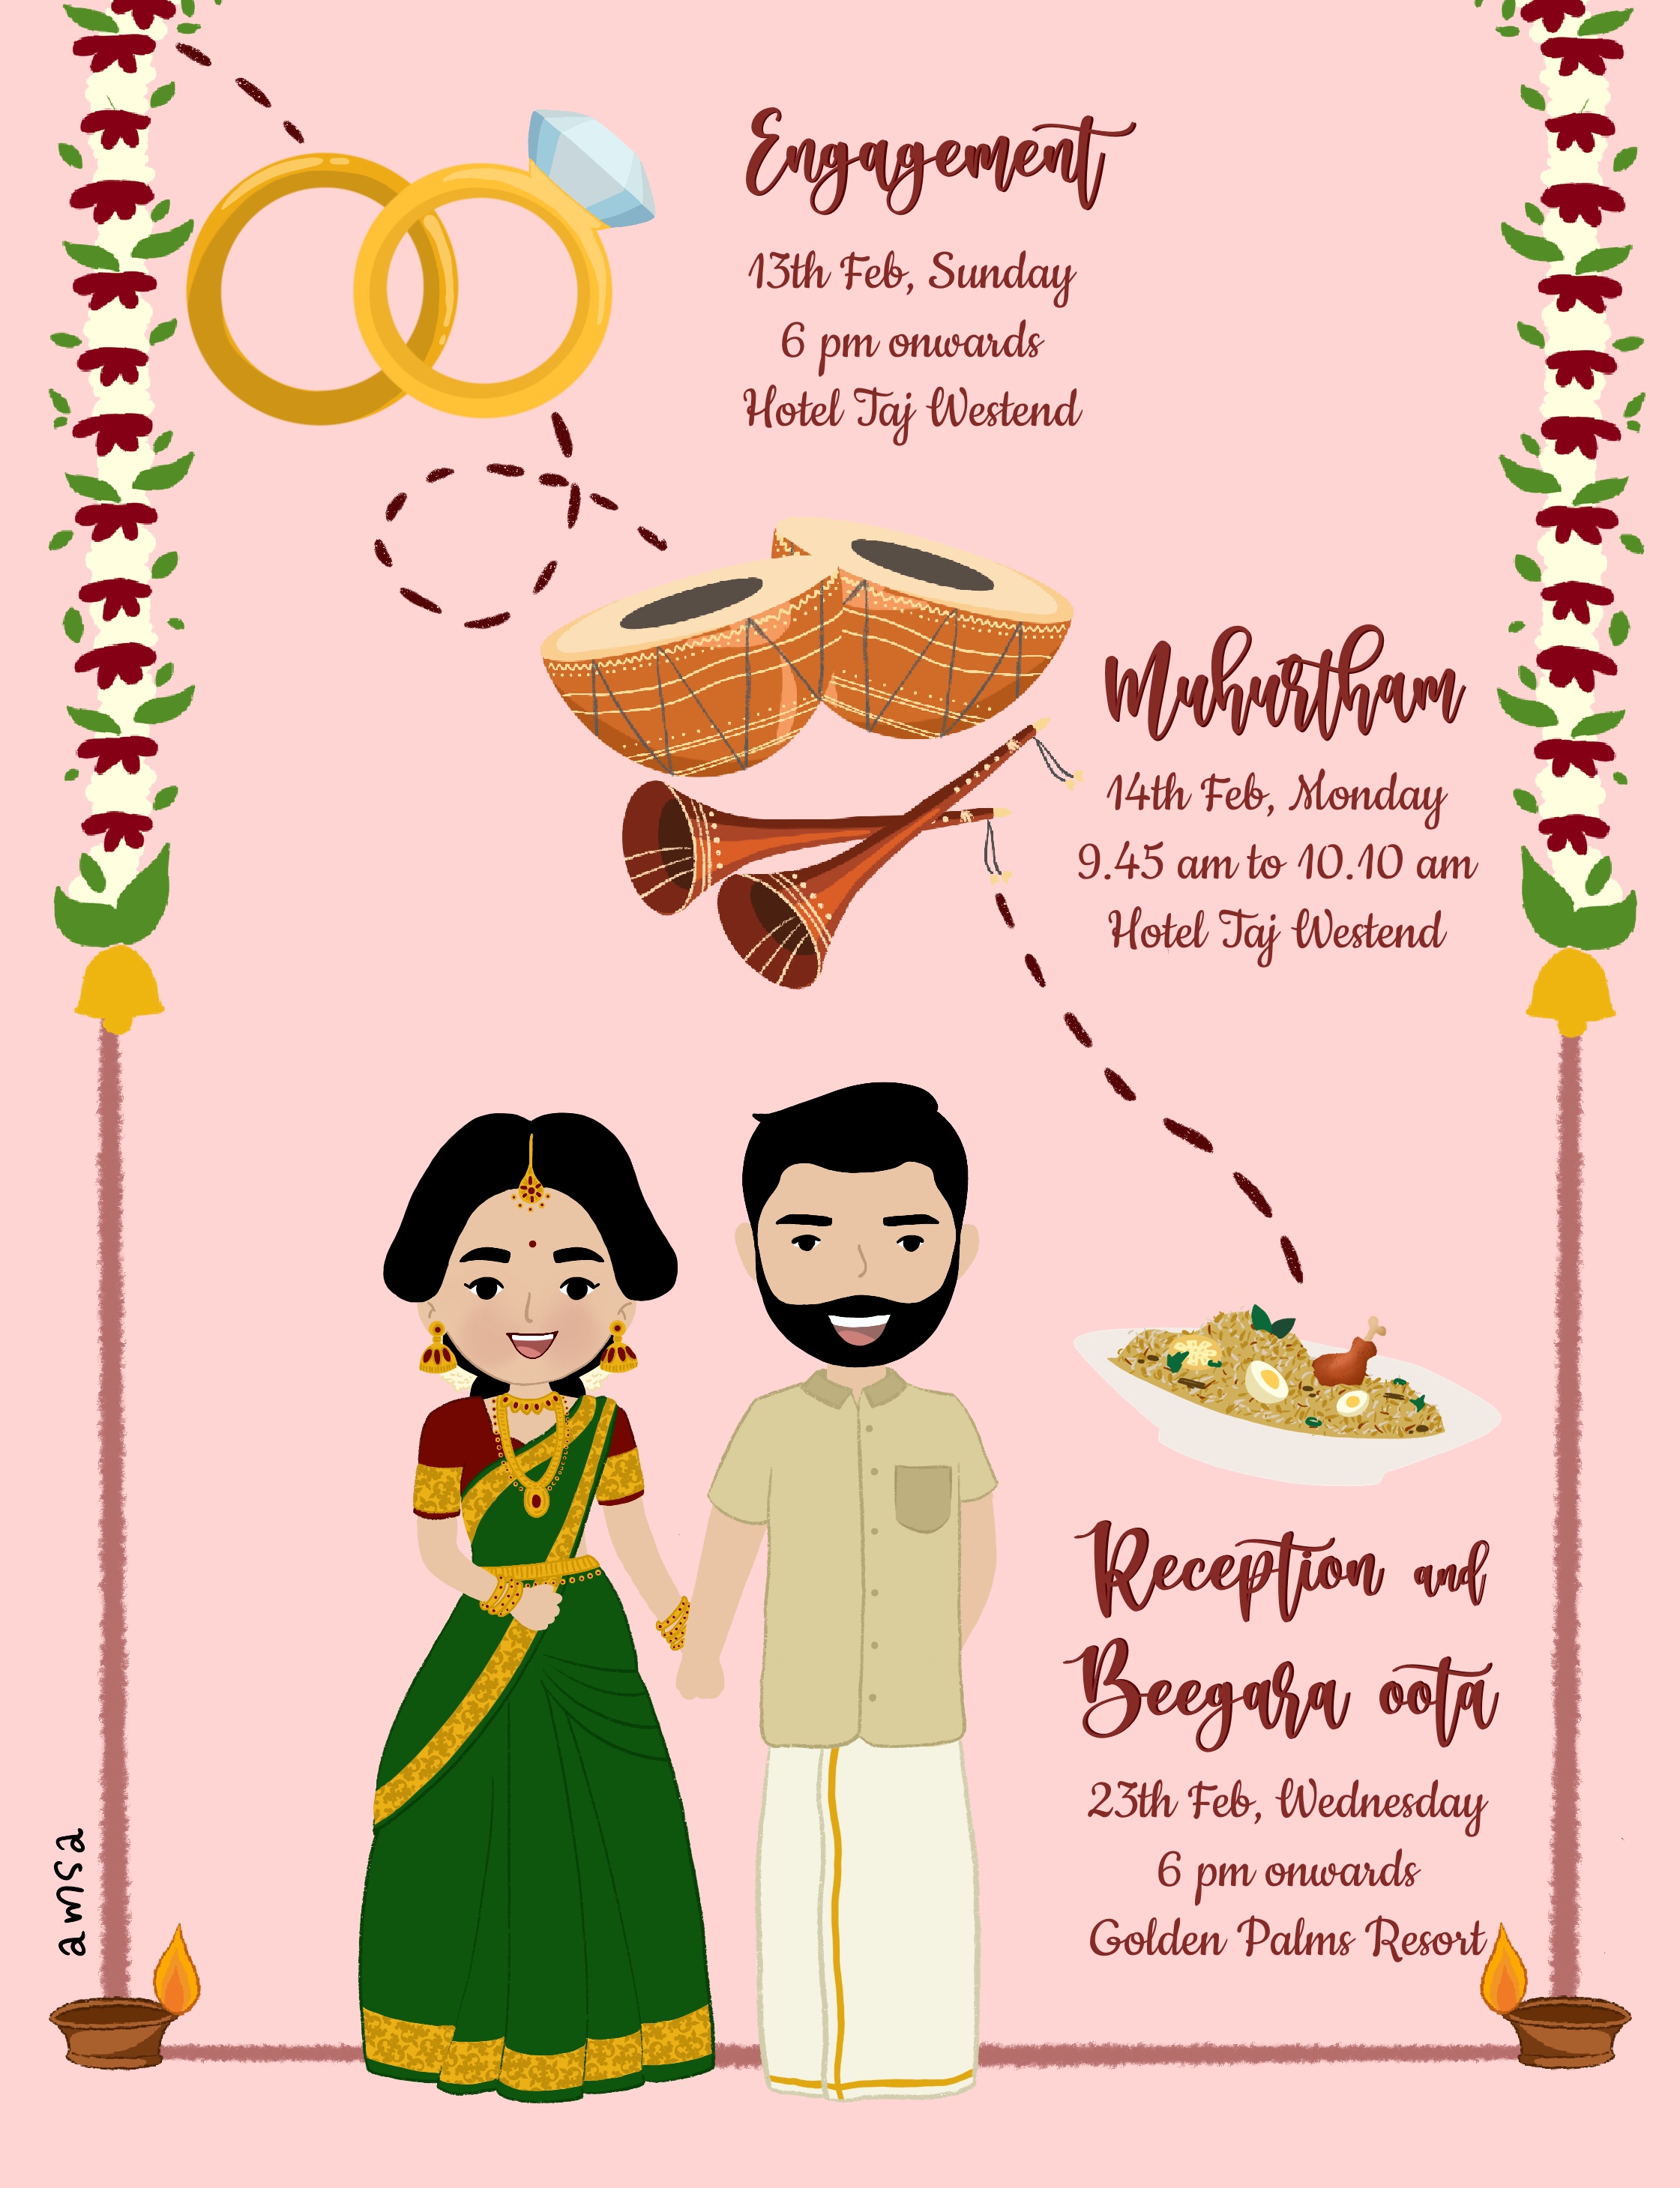 Engagement
13th Feb, Sunday
6 pm onwards
Hotel Taj Westend
Muhurtham
14th Feb, Monday
9.45 am to 10.10 am
Hotel Taj Westend
Reception and
Beegara oota
23th Feb, Wednesday
6 pm onwards
Golden Palms Resort
amsa